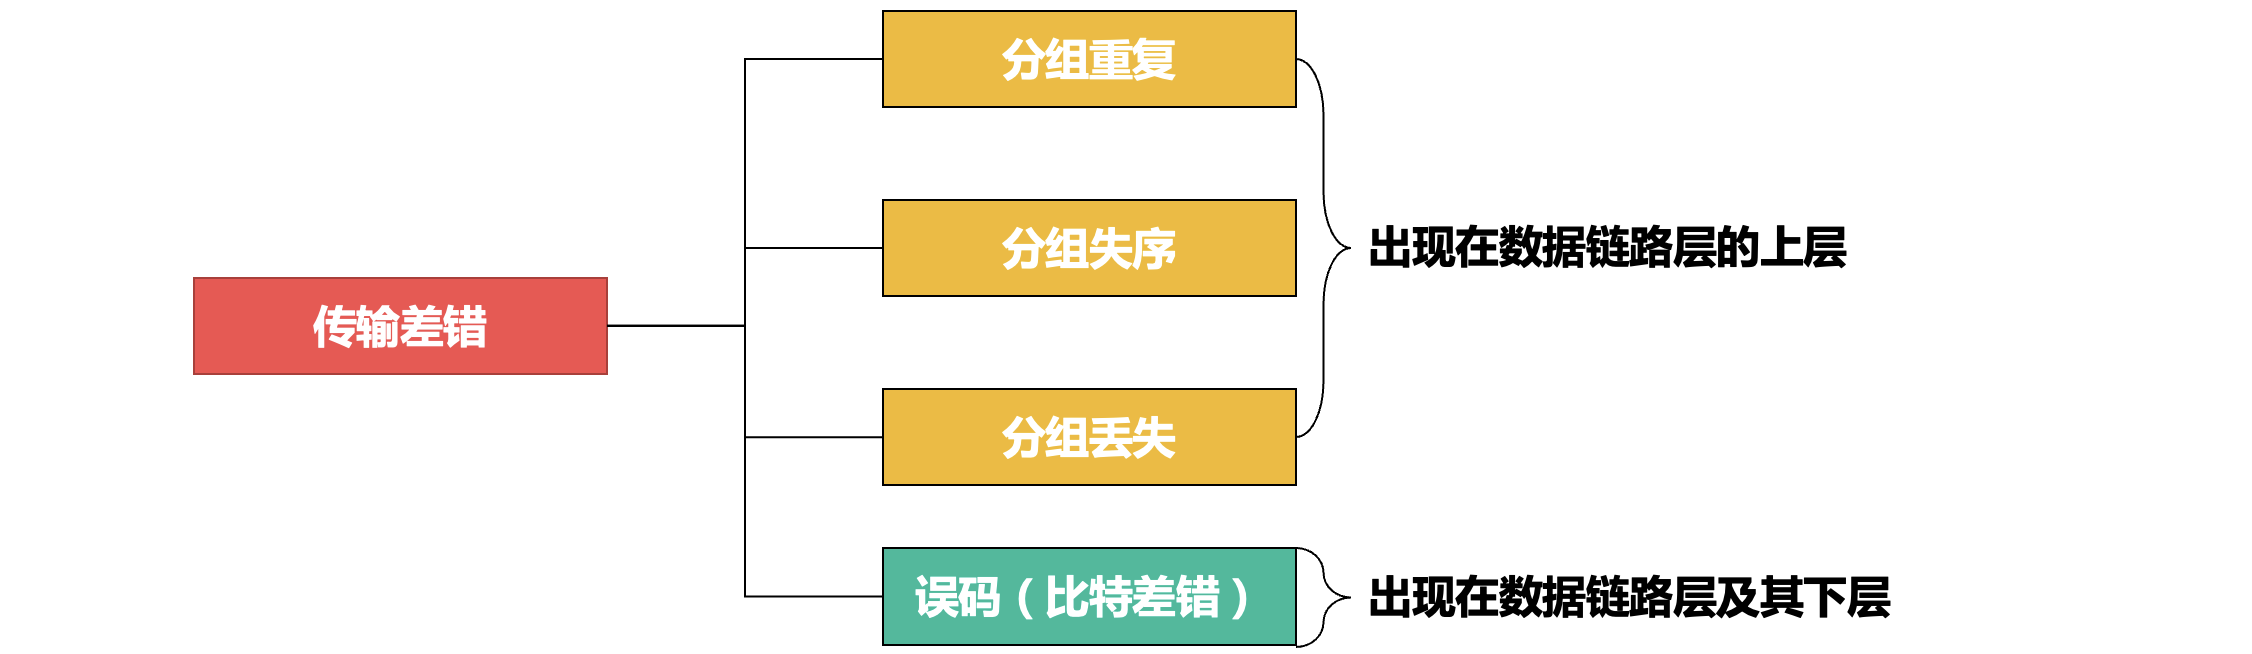 传输差错
分组重复
分组失序
分组丢失
出现在数据链路层的上层
误码（比特差错）
出现在数据链路层及其下层